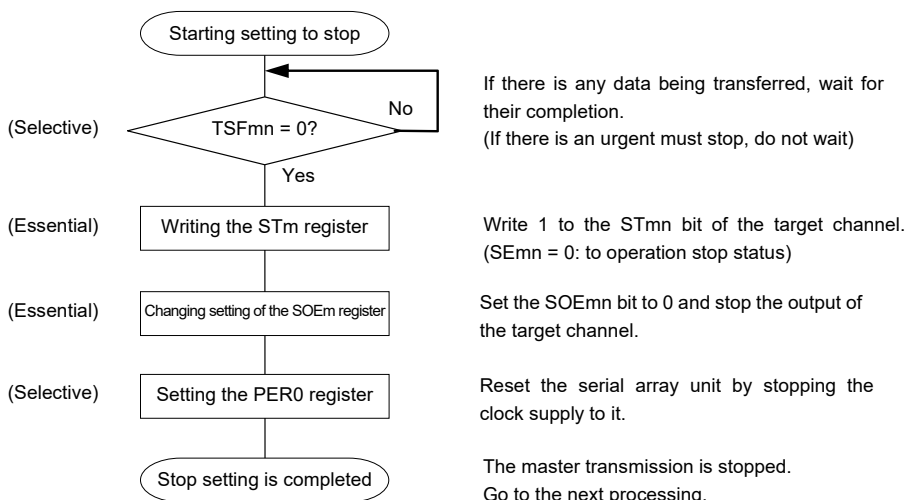 Starting setting to stop
No
If there is any data being transferred, wait for
their completion.
(If there is an urgent must stop, do not wait)
(Selective)
TSFmn = 0?
Yes
(Essential)
Writing the STm register
Write 1 to the STmn bit of the target channel.
(SEmn = 0: to operation stop status)
(Essential)
Changing setting of the SOEm register
Set the SOEmn bit to 0 and stop the output of
the target channel.
(Selective)
Setting the PER0 register
Reset the serial array unit by stopping the
clock supply to it.
Stop setting is completed
The master transmission is stopped.
Go to the next processing.